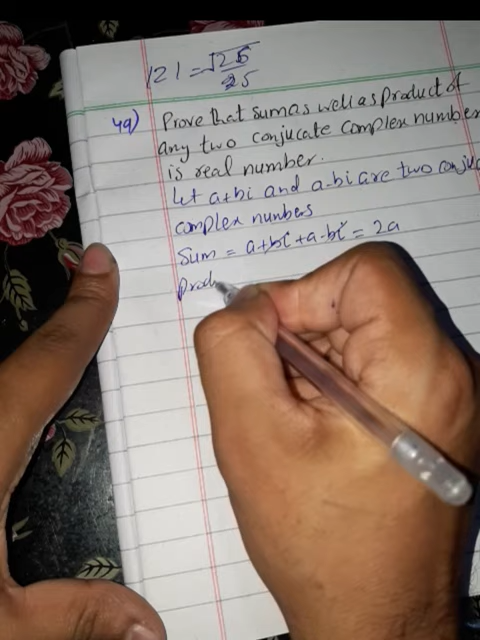 |z| = √25
25
49) Prove that sum as well as product of
any two conjucate complex number
is real number.
let a+bi and a-bi are two conjuc
complex numbers
Sum = a+bi + a-bi = 2a
Prod